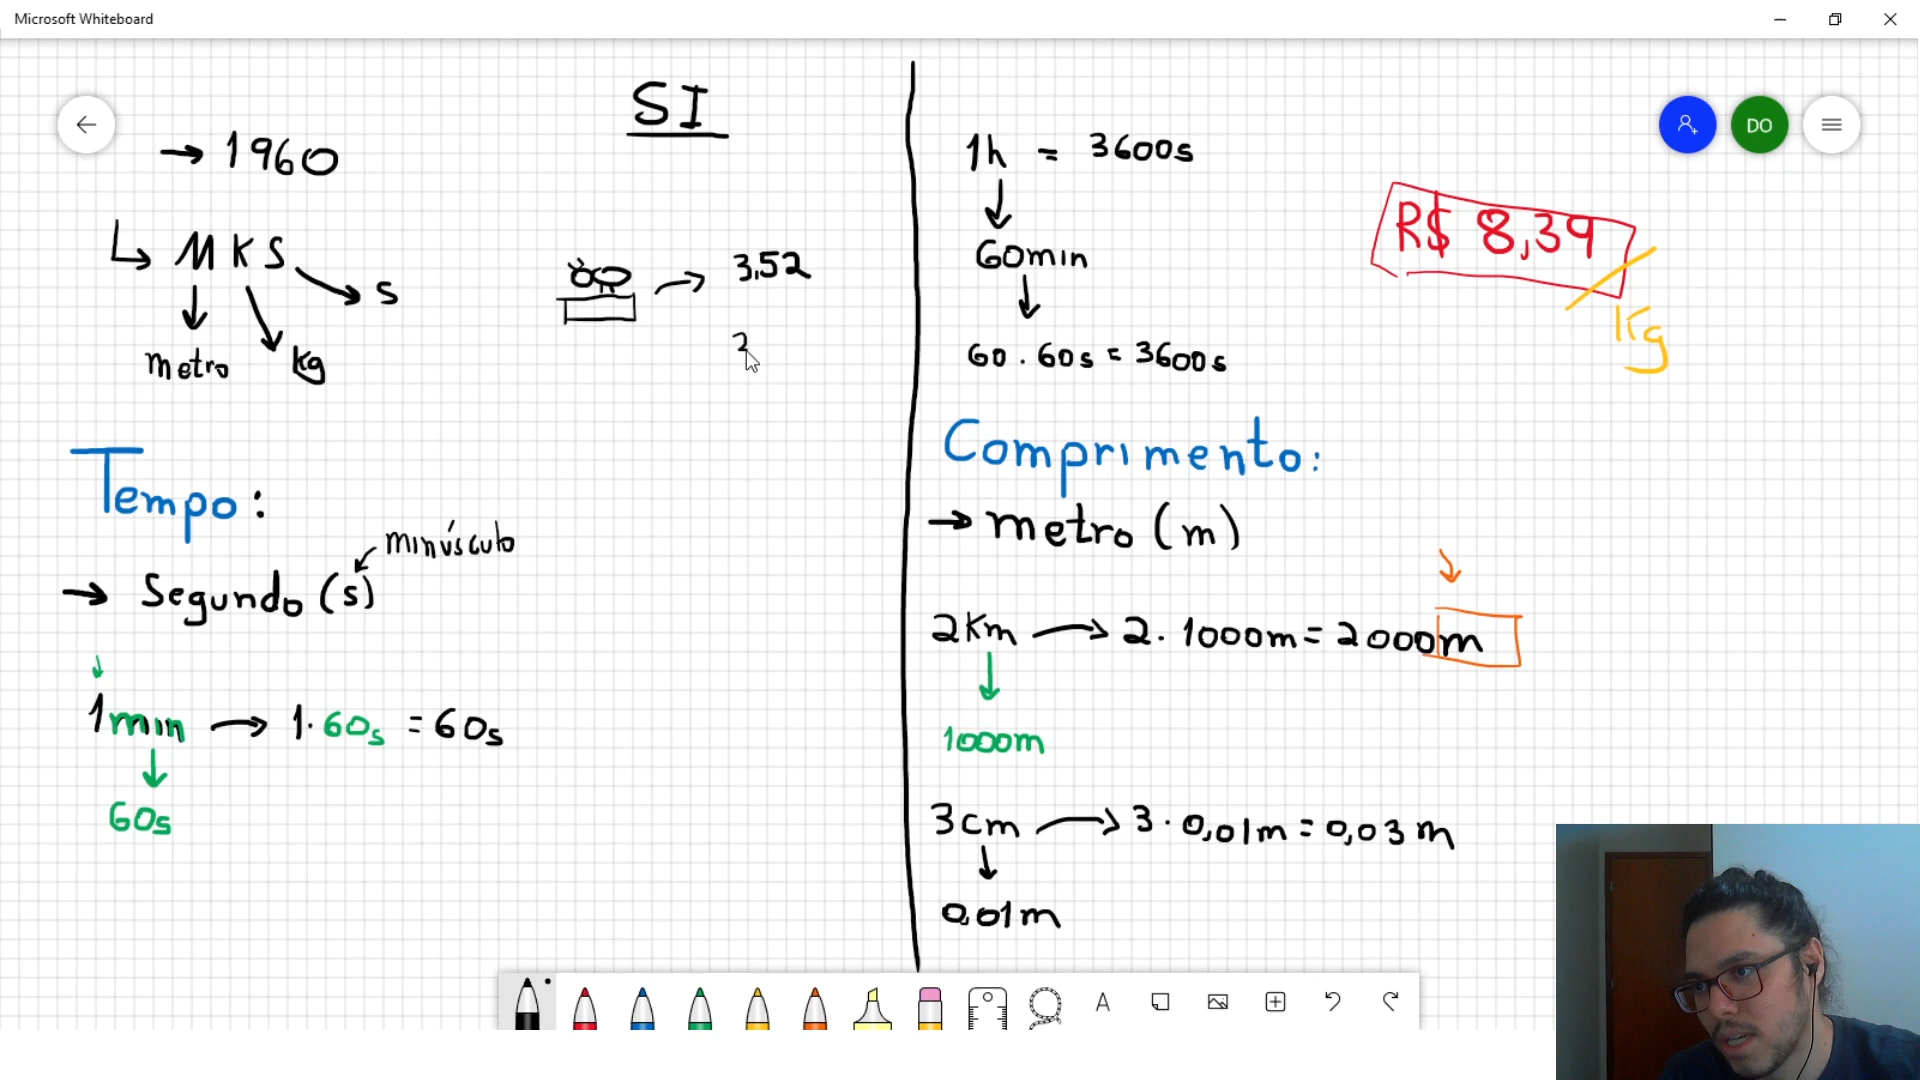 Microsoft Whiteboard
SI
→ 1960
↳ MKS
s
metro
kg
3,52
Tempo:
minúsculo
→ Segundo (s)
1min → 1.60s = 60s
60s
1h = 3600s
60min
60.60s = 3600s
Comprimento:
→ metro (m)
2Km → 2.1000m = 2000m
1000m
3cm → 3.0,01m = 0,03m
0,01m
R$ 8,39
/Kg
DO
A